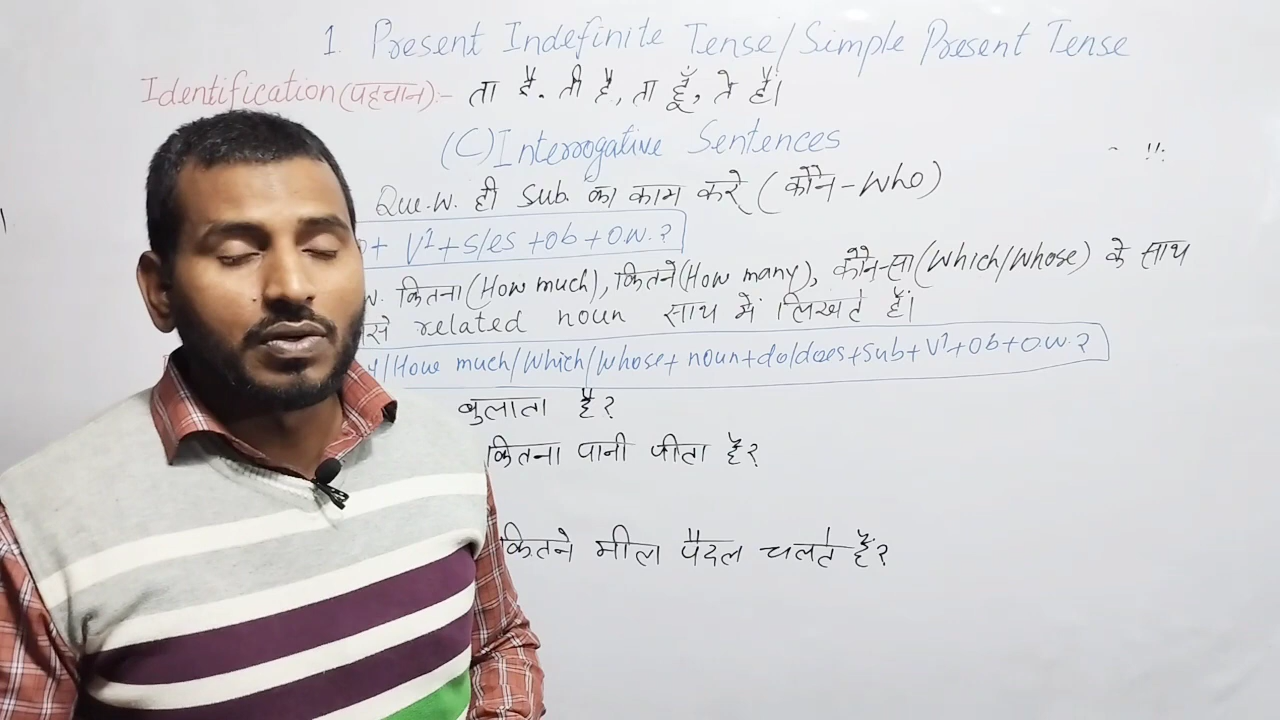 1. Present Indefinite Tense/Simple Present Tense
Identification (पहचान):- ता है, ती है, ता हूँ, ते हैं।
(C) Interrogative Sentences
Que.w. ही sub. का काम करे (कौन-who)
+ V¹+s/es +ob+o.w.?
w. कितना (How much), कितने (How many), कौन-सा (which/whose) के साथ
related noun साथ में लिखते हैं।
/How much/which/whose+noun+do/does+sub+V¹+ob+o.w.?
बुलाता है?
कितना पानी पीता है?
कितने मील पैदल चलते हैं?